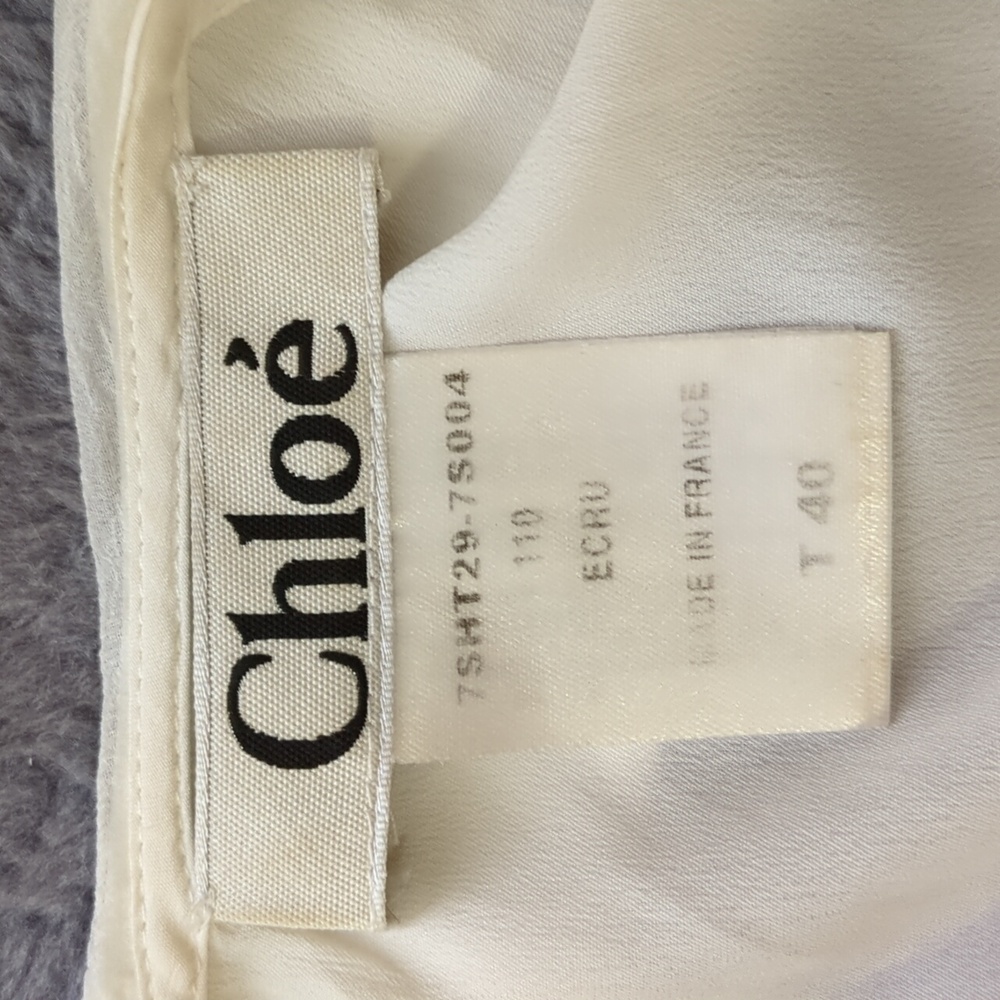 Chloé
7SHT29-7S004
110
ECRU
MADE IN FRANCE
T 40